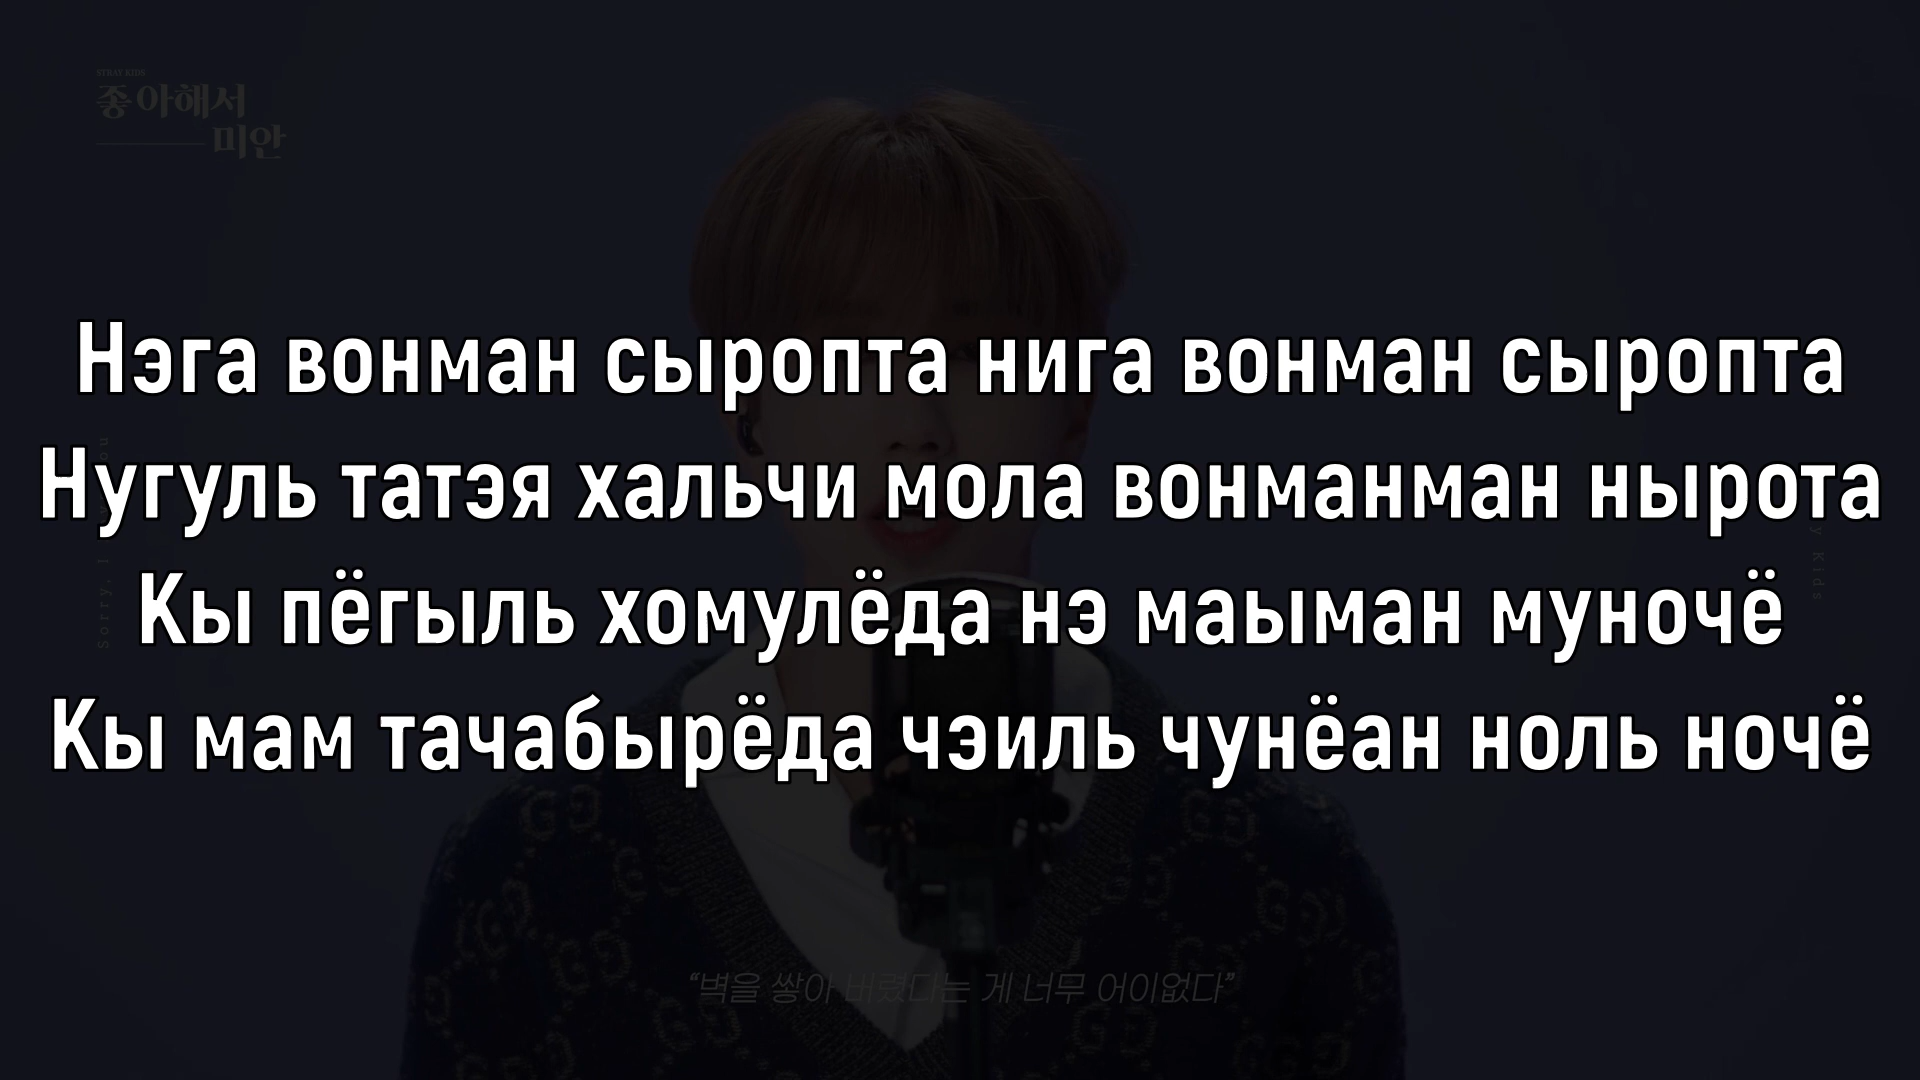 STRAY KIDS
좋아해서
미안
Нэга вонман сыропта нига вонман сыропта
Нугуль татэя хальчи мола вонманман нырота
Кы пёгыль хомулёда нэ маыман муночё
Кы мам тачабырёда чэиль чунёан ноль ночё
“벽을 쌓아 버렸다는 게 너무 어이없다”